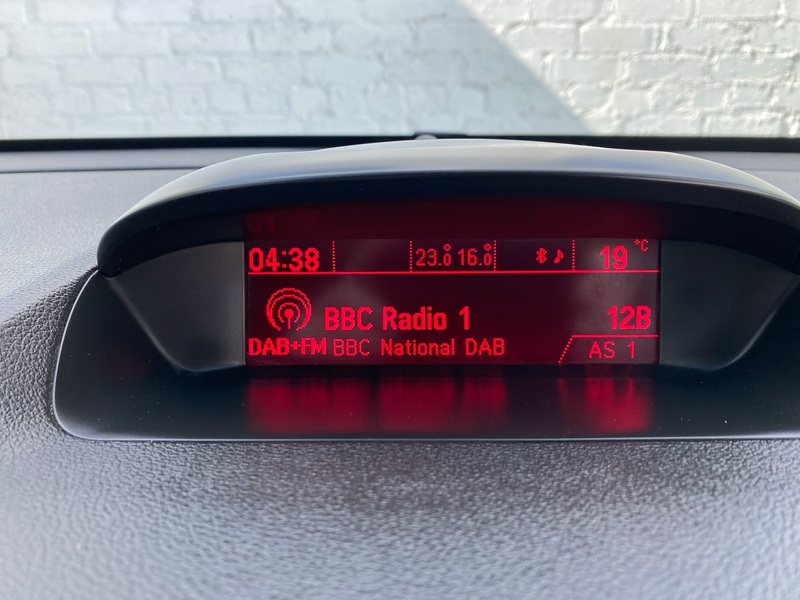 04:38 23.0° 16.0° 19 °C
BBC Radio 1 12B
DAB+FM BBC National DAB AS 1